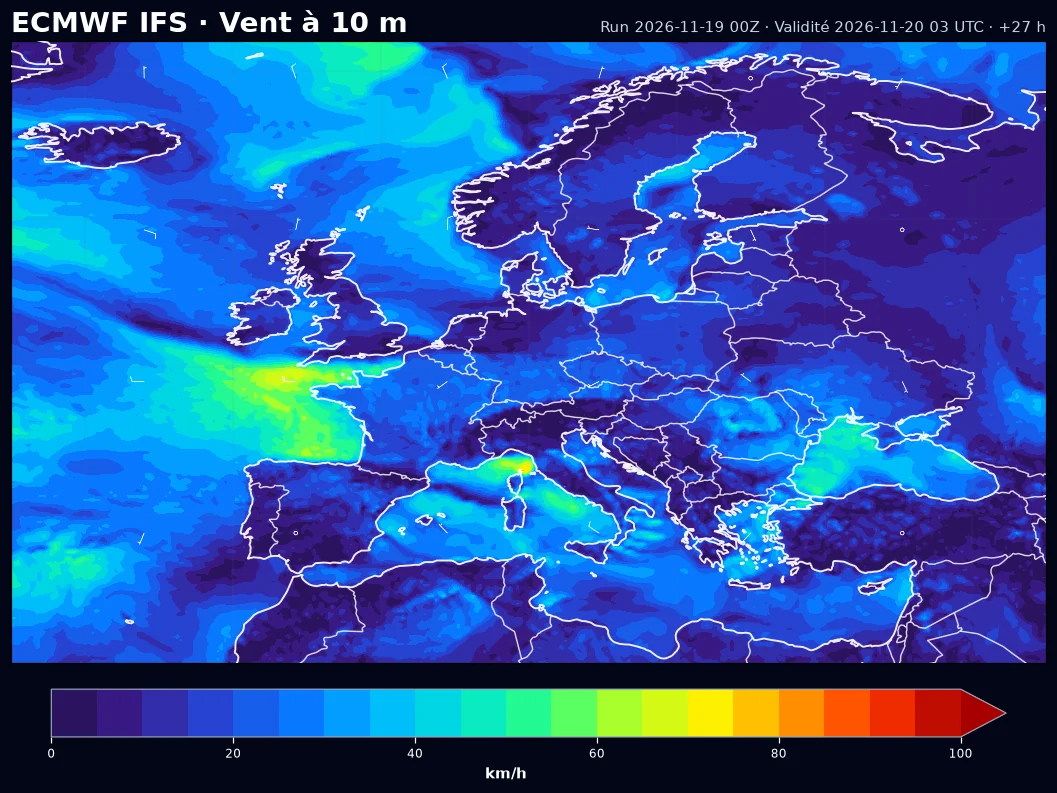 ECMWF IFS · Vent à 10 m
Run 2026-11-19 00Z · Validité 2026-11-20 03 UTC · +27 h
0 20 40 60 80 100
km/h